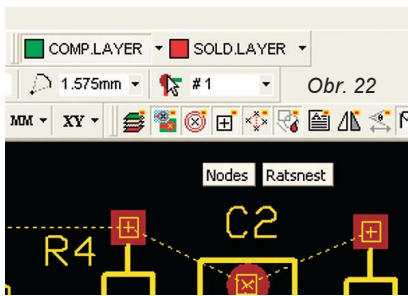 COMP.LAYER SOLD.LAYER
1.575mm #1 Obr. 22
MM XY
Nodes Ratsnest
C2
R4